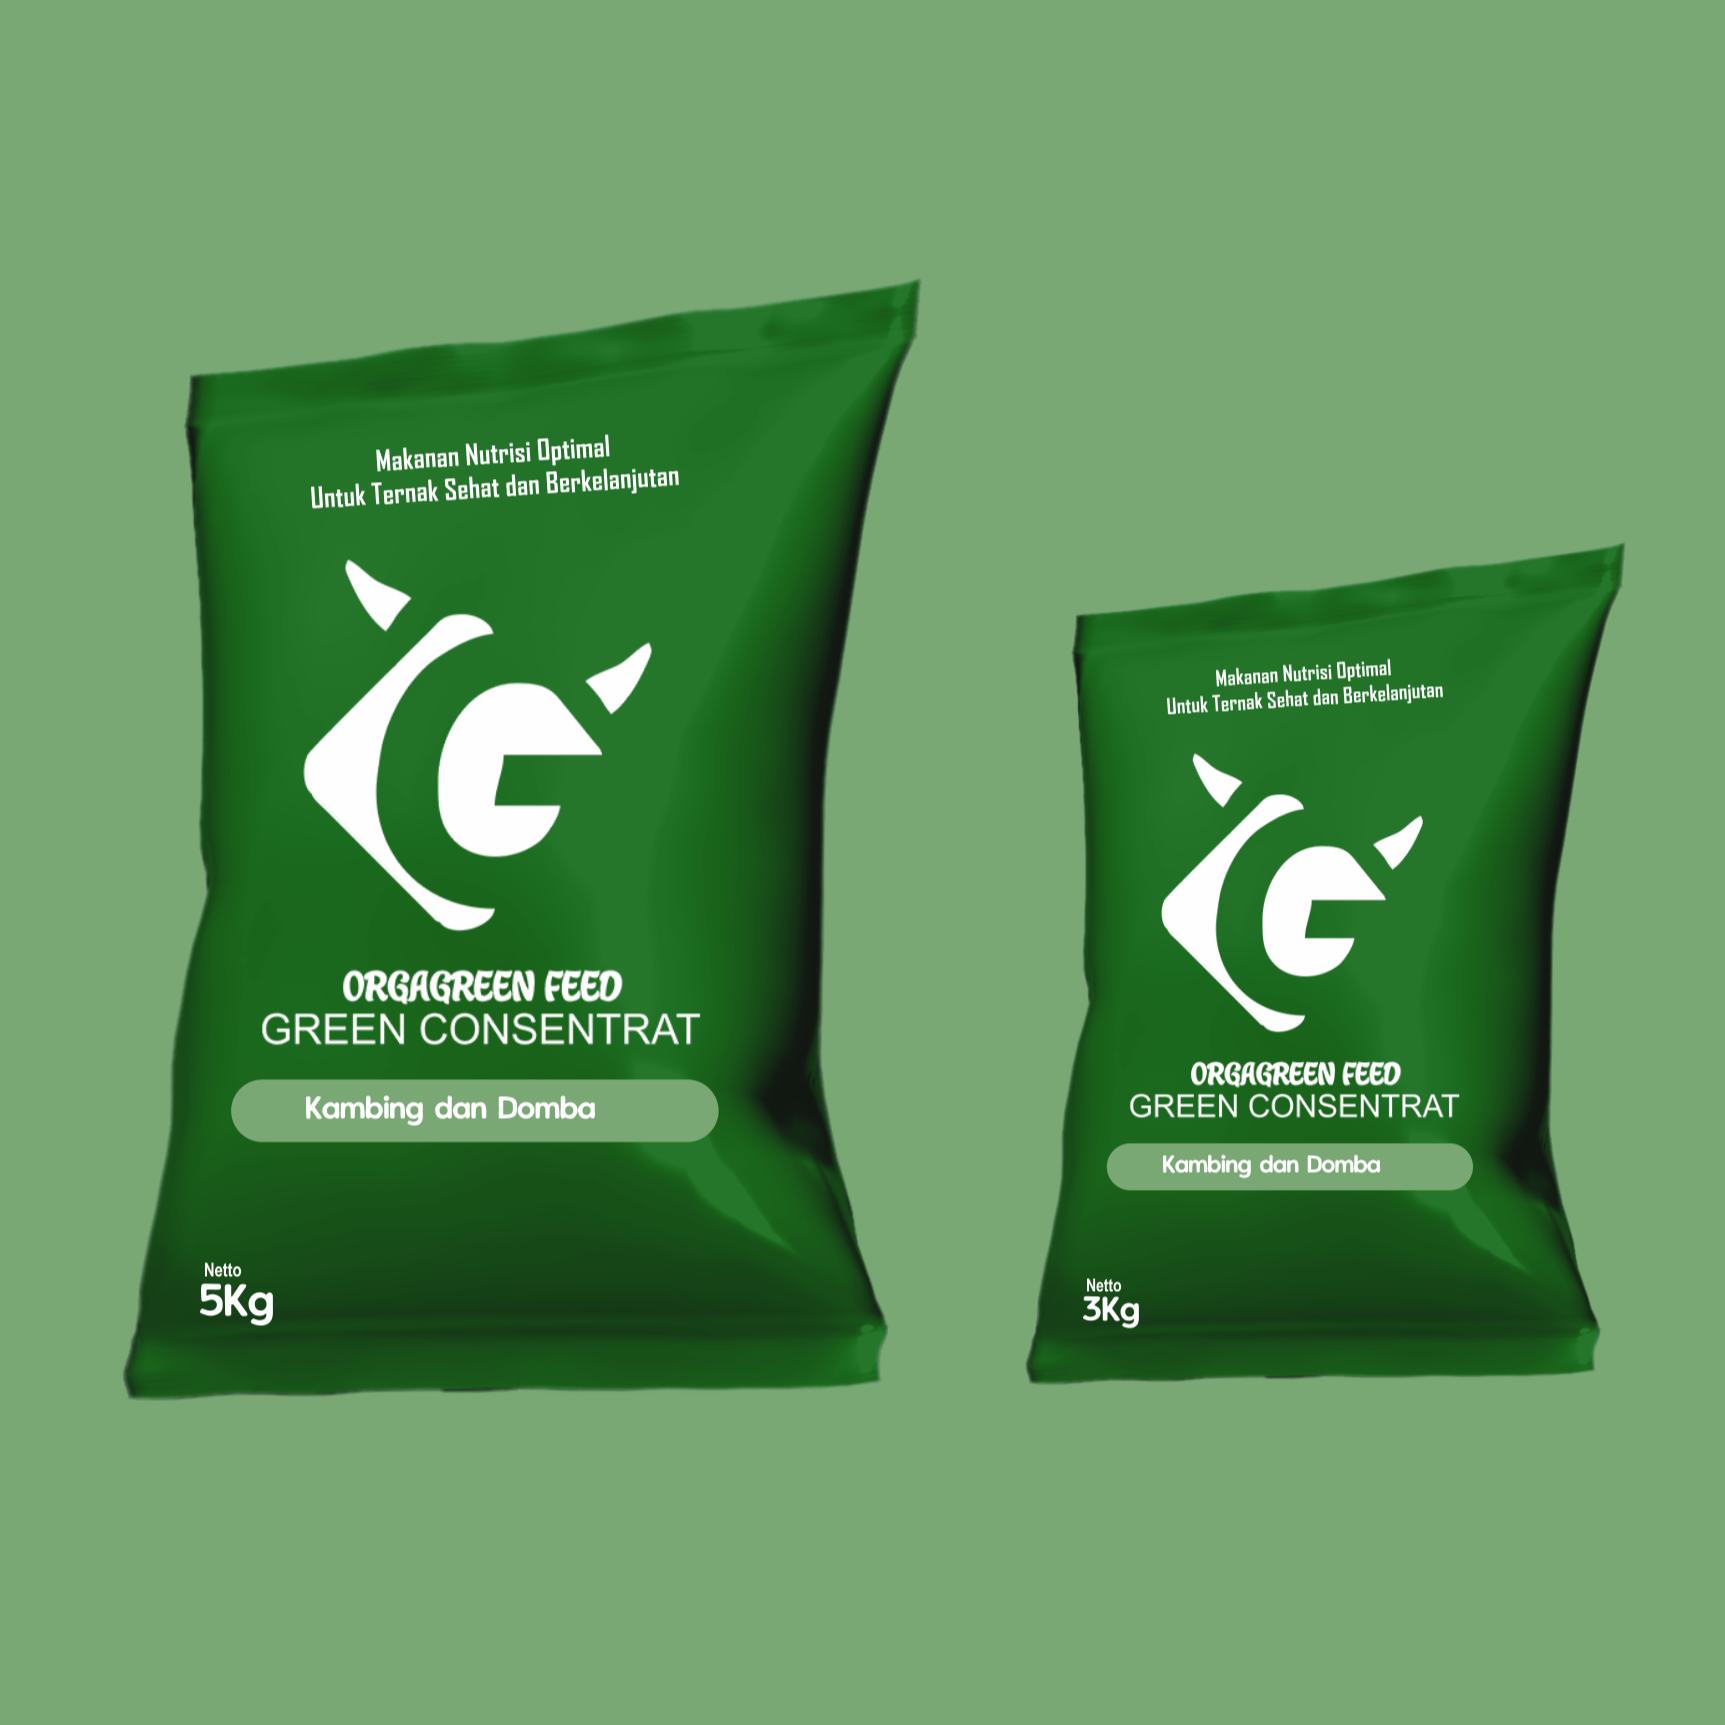 Makanan Nutrisi Optimal
Untuk Ternak Sehat dan Berkelanjutan
ORGAGREEN FEED
GREEN CONSENTRAT
Kambing dan Domba
Netto
5Kg
Makanan Nutrisi Optimal
Untuk Ternak Sehat dan Berkelanjutan
ORGAGREEN FEED
GREEN CONSENTRAT
Kambing dan Domba
Netto
3Kg